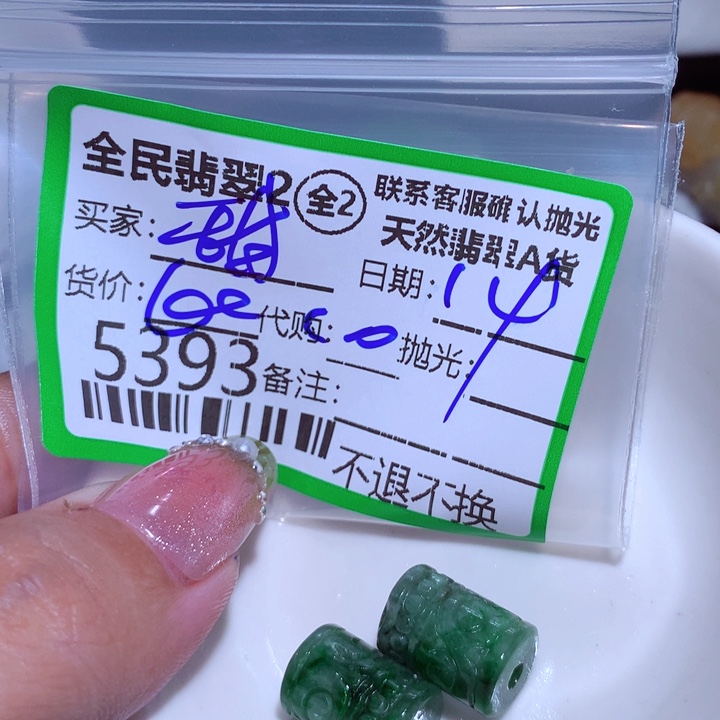 全民翡翠2 全2 联系客服确认抛光
天然翡翠A货
买家:
日期:14
货价:
代购:
抛光:
5393
备注:
不退不换